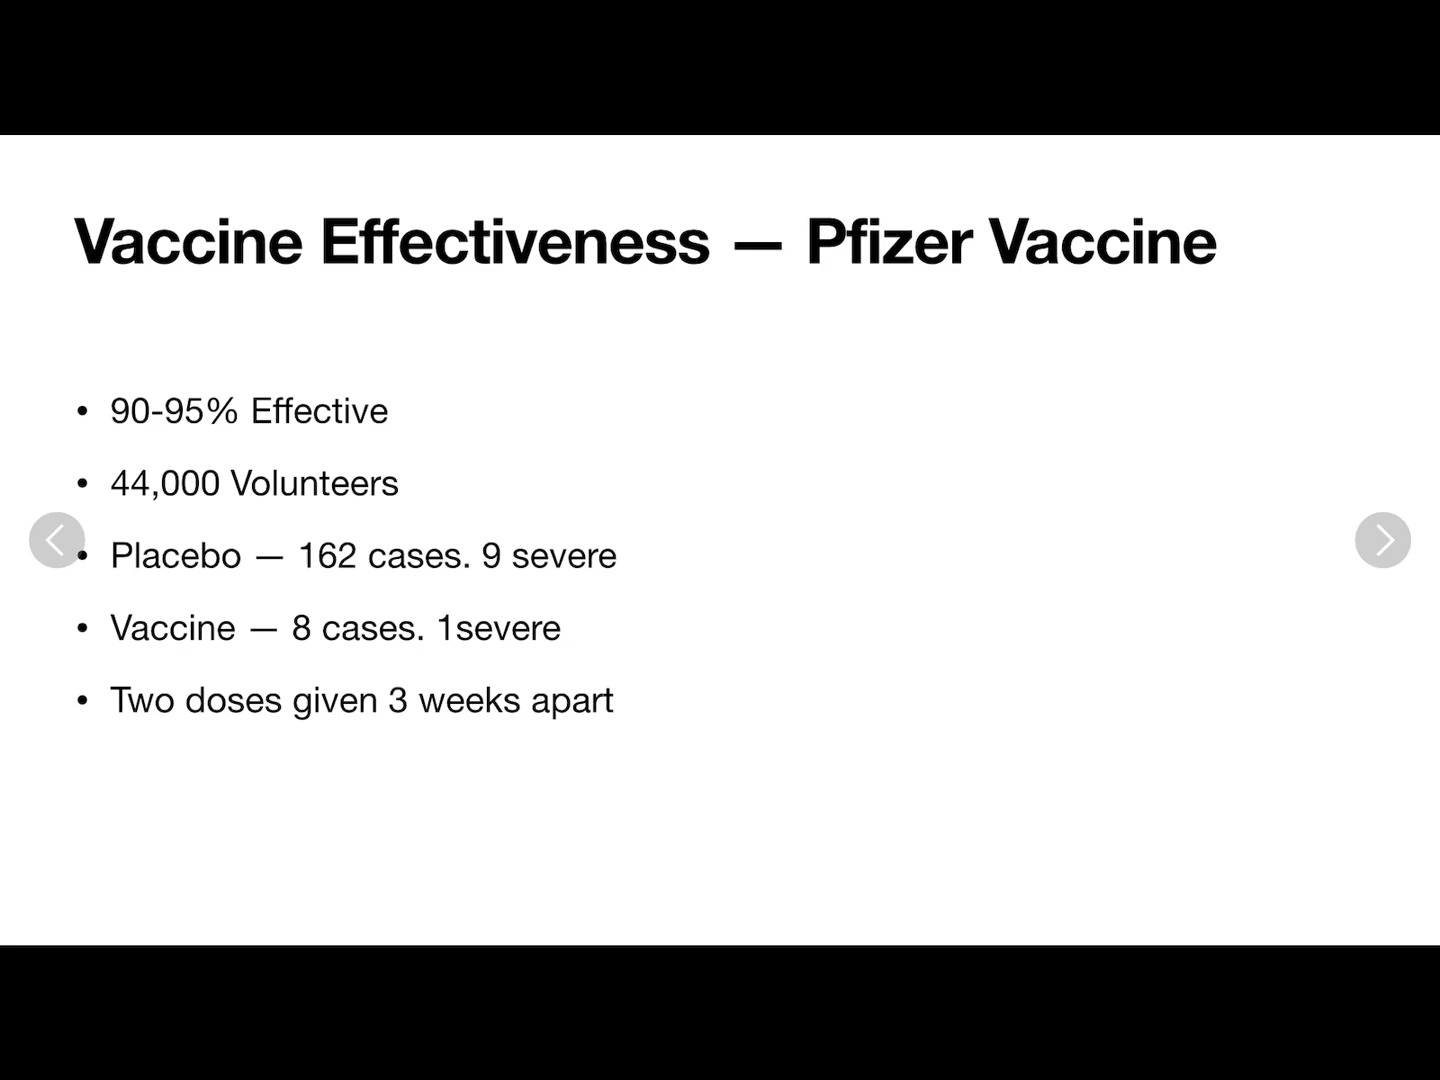 Vaccine Effectiveness — Pfizer Vaccine
• 90-95% Effective
• 44,000 Volunteers
• Placebo — 162 cases. 9 severe
• Vaccine — 8 cases. 1severe
• Two doses given 3 weeks apart